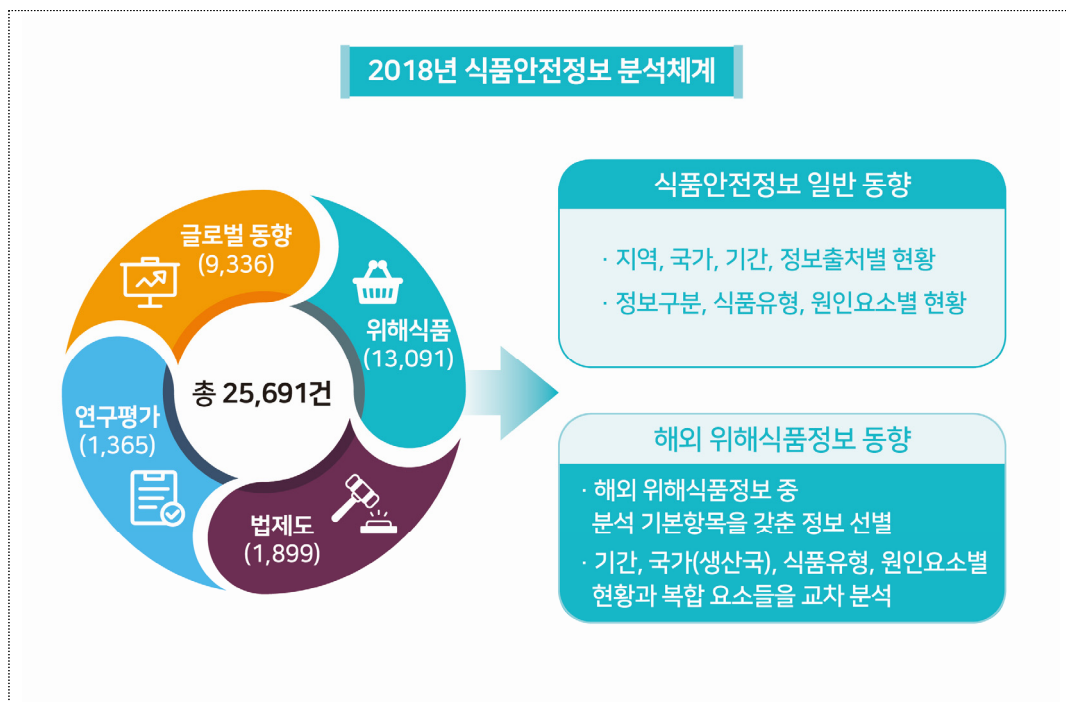 2018년 식품안전정보 분석체계
글로벌 동향
(9,336)
위해식품
(13,091)
총 25,691건
연구평가
(1,365)
법제도
(1,899)
식품안전정보 일반 동향
· 지역, 국가, 기간, 정보출처별 현황
· 정보구분, 식품유형, 원인요소별 현황
해외 위해식품정보 동향
· 해외 위해식품정보 중
분석 기본항목을 갖춘 정보 선별
· 기간, 국가(생산국), 식품유형, 원인요소별
현황과 복합 요소들을 교차 분석